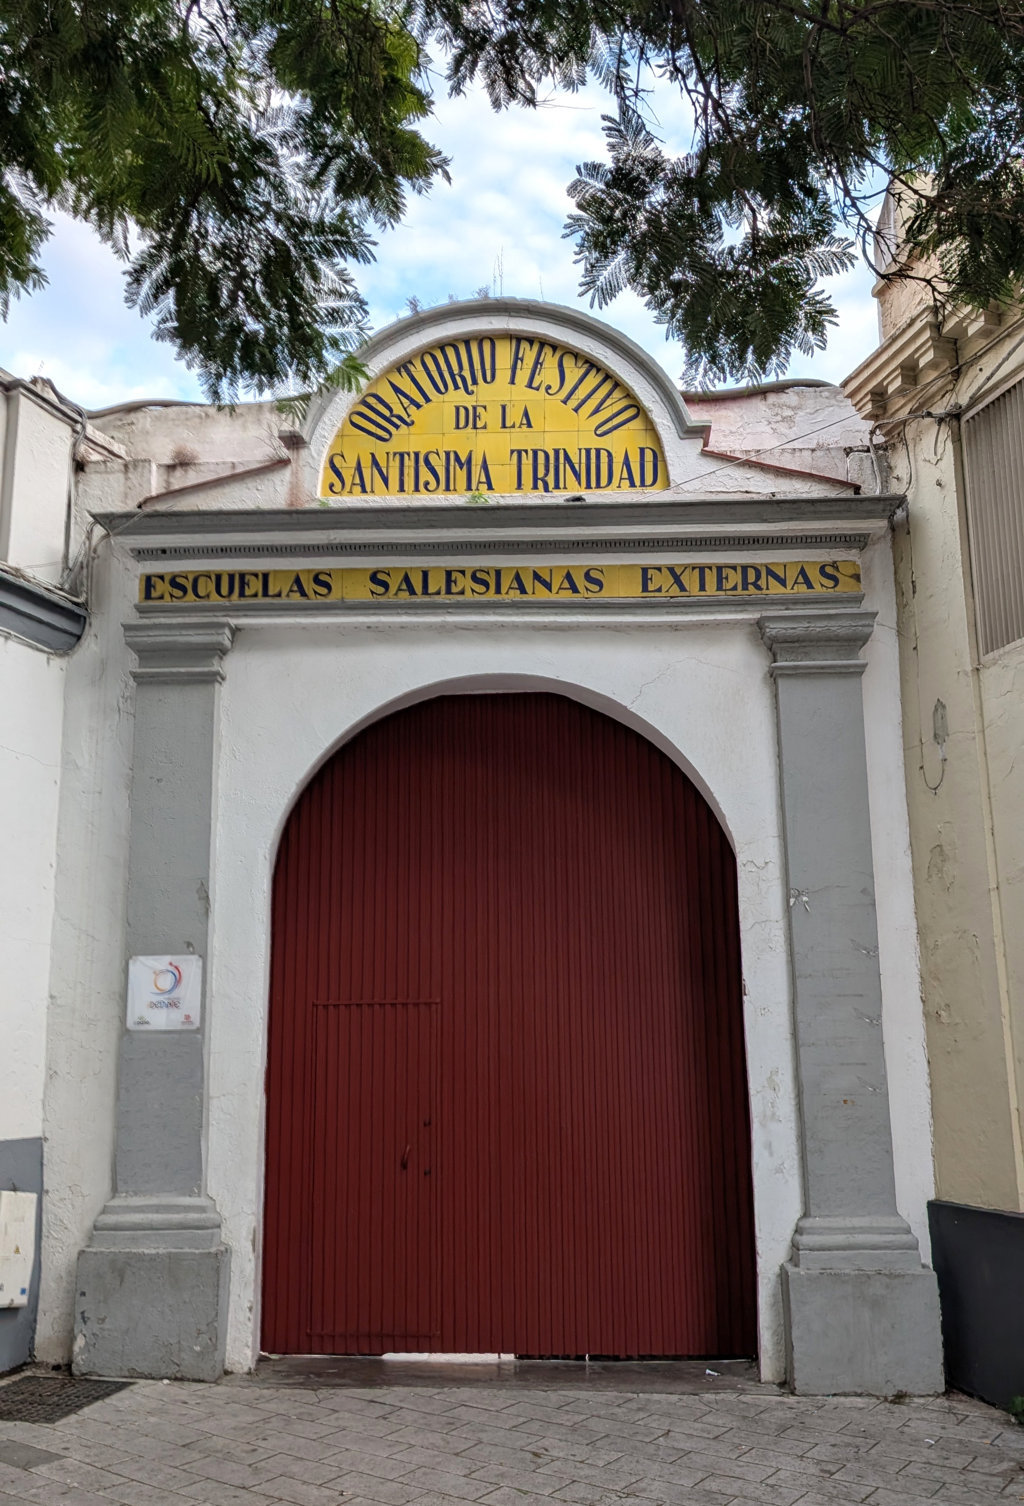 ORATORIO FESTIVO
DE LA
SANTISIMA TRINIDAD
ESCUELAS SALESIANAS EXTERNAS